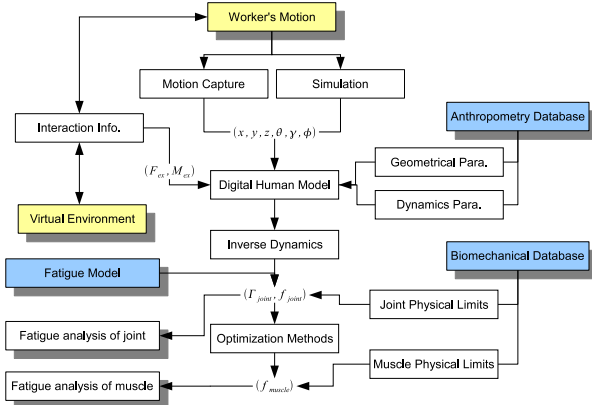 Worker's Motion
Motion Capture
Simulation
Interaction Info.
(x, y, z, θ, γ, ϕ)
Anthropometry Database
(F_ex, M_ex)
Geometrical Para.
Digital Human Model
Dynamics Para.
Virtual Environment
Inverse Dynamics
Biomechanical Database
Fatigue Model
(Γ_joint, f_joint)
Joint Physical Limits
Fatigue analysis of joint
Optimization Methods
Muscle Physical Limits
Fatigue analysis of muscle
(f_muscle)